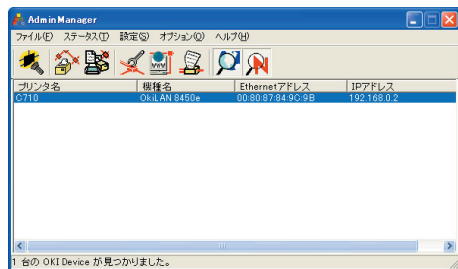 AdminManager
ファイル(F) ステータス(T) 設定(S) オプション(O) ヘルプ(H)
プリンタ名 機種名 Ethernetアドレス IPアドレス
C710 OkiLAN 8450e 00:80:87:84:9C:9B 192.168.0.2
1 台の OKI Device が見つかりました。